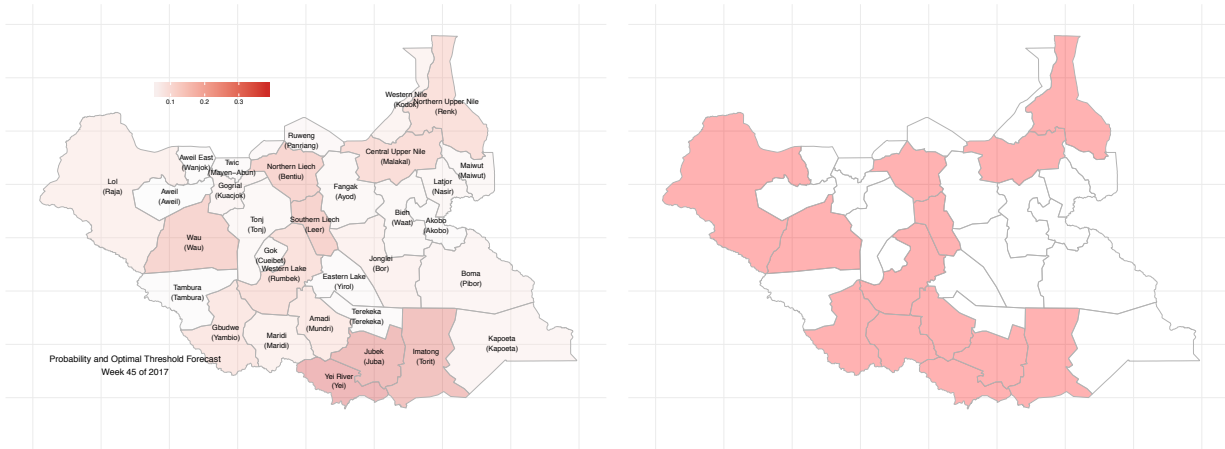 Western Nile
(Kodok)
Northern Upper Nile
(Renk)
0.1 0.2 0.3
Ruweng
(Panriang)
Central Upper Nile
(Malakal)
Aweil East
(Wanjok)
Twic
(Mayen-Abun)
Northern Liech
(Bentiu)
Maiwut
(Maiwut)
Lol
(Raja)
Aweil
(Aweil)
Gogrial
(Kuacjok)
Fangak
(Ayod)
Latjor
(Nasir)
Tonj
(Tonj)
Southern Liech
(Leer)
Bieh
(Waat)
Akobo
(Akobo)
Wau
(Wau)
Gok
(Cueibet)
Western Lake
(Rumbek)
Jonglei
(Bor)
Eastern Lake
(Yirol)
Boma
(Pibor)
Tambura
(Tambura)
Gbudwe
(Yambio)
Maridi
(Maridi)
Amadi
(Mundri)
Terekeka
(Terekeka)
Kapoeta
(Kapoeta)
Jubek
(Juba)
Imatong
(Torit)
Yei River
(Yei)
Probability and Optimal Threshold Forecast
Week 45 of 2017